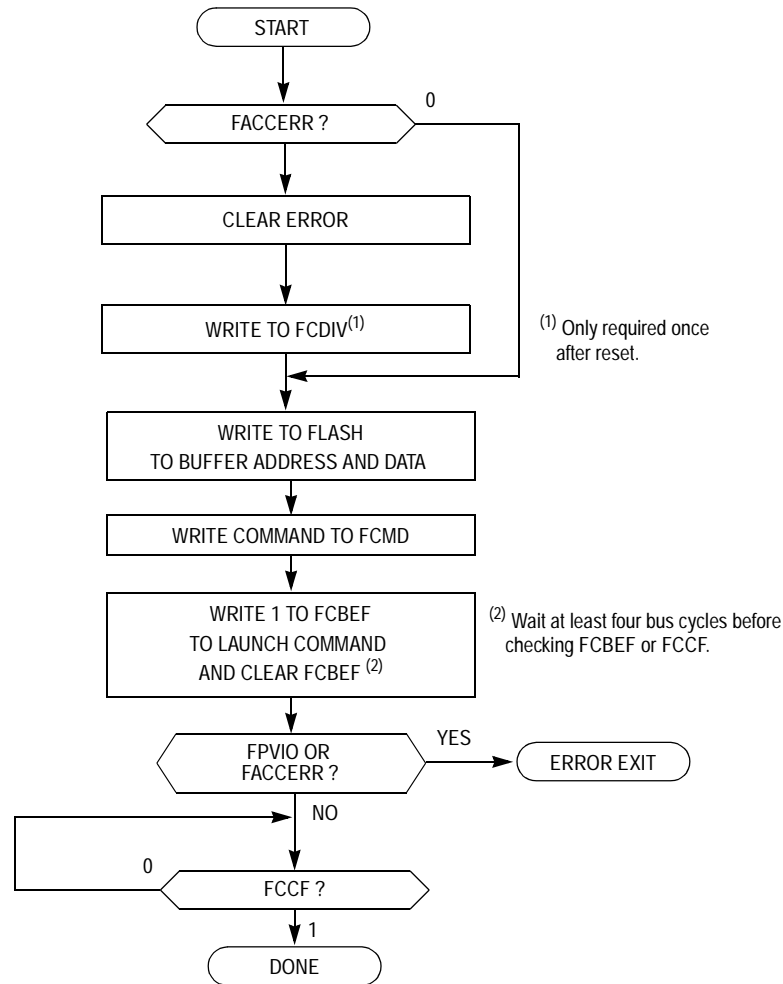 START
0
FACCERR ?
CLEAR ERROR
WRITE TO FCDIV(1)
(1) Only required once
after reset.
WRITE TO FLASH
TO BUFFER ADDRESS AND DATA
WRITE COMMAND TO FCMD
WRITE 1 TO FCBEF
TO LAUNCH COMMAND
AND CLEAR FCBEF (2)
(2) Wait at least four bus cycles before
checking FCBEF or FCCF.
FPVIO OR
FACCERR ?
YES
ERROR EXIT
NO
0
FCCF ?
1
DONE